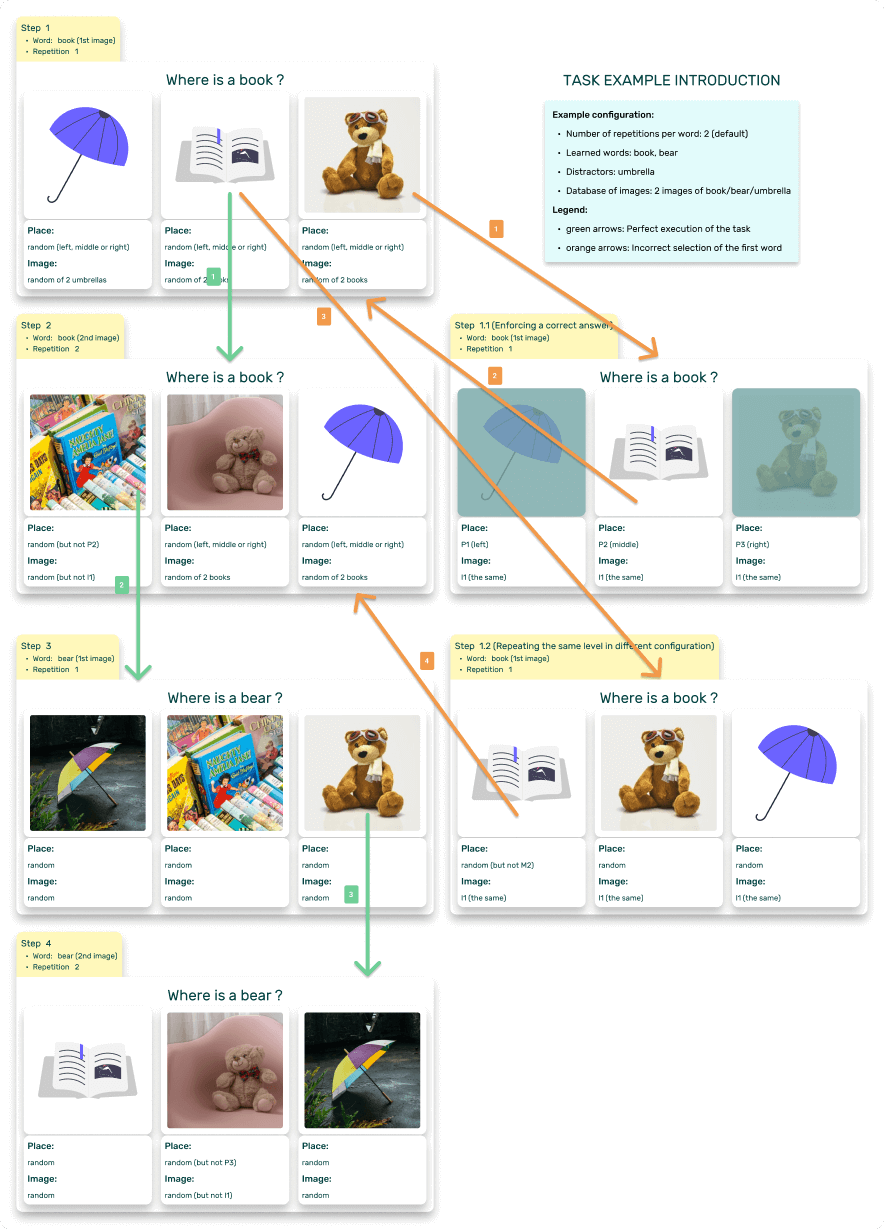 Step 1
• Word: book (1st image)
• Repetition 1
Where is a book ?
Place:
random (left, middle or right)
Image:
random of 2 umbrellas
Place:
random (left, middle or right)
Image:
random of 2 books
Place:
random (left, middle or right)
Image:
random of 2 books
TASK EXAMPLE INTRODUCTION
Example configuration:
• Number of repetitions per word: 2 (default)
• Learned words: book, bear
• Distractors: umbrella
• Database of images: 2 images of book/bear/umbrella
Legend:
• green arrows: Perfect execution of the task
• orange arrows: Incorrect selection of the first word
1
1
3
2
Step 2
• Word: book (2nd image)
• Repetition 2
Where is a book ?
NAUGHTY
AMELIA JANE!
Place:
random (but not P2)
Image:
random (but not I1)
Place:
random (left, middle or right)
Image:
random of 2 books
Place:
random (left, middle or right)
Image:
random of 2 books
Step 1.1 (Enforcing a correct answer)
• Word: book (1st image)
• Repetition 1
Where is a book ?
Place:
P1 (left)
Image:
I1 (the same)
Place:
P2 (middle)
Image:
I1 (the same)
Place:
P3 (right)
Image:
I1 (the same)
2
4
Step 3
• Word: bear (1st image)
• Repetition 1
Where is a bear ?
NAUGHTY
AMELIA JANE!
Place:
random
Image:
random
Place:
random
Image:
random
Place:
random
Image:
random
3
Step 1.2 (Repeating the same level in different configuration)
• Word: book (1st image)
• Repetition 1
Where is a book ?
Place:
random (but not M2)
Image:
I1 (the same)
Place:
random
Image:
I1 (the same)
Place:
random
Image:
I1 (the same)
Step 4
• Word: bear (2nd image)
• Repetition 2
Where is a bear ?
Place:
random
Image:
random
Place:
random (but not P3)
Image:
random (but not I1)
Place:
random
Image:
random